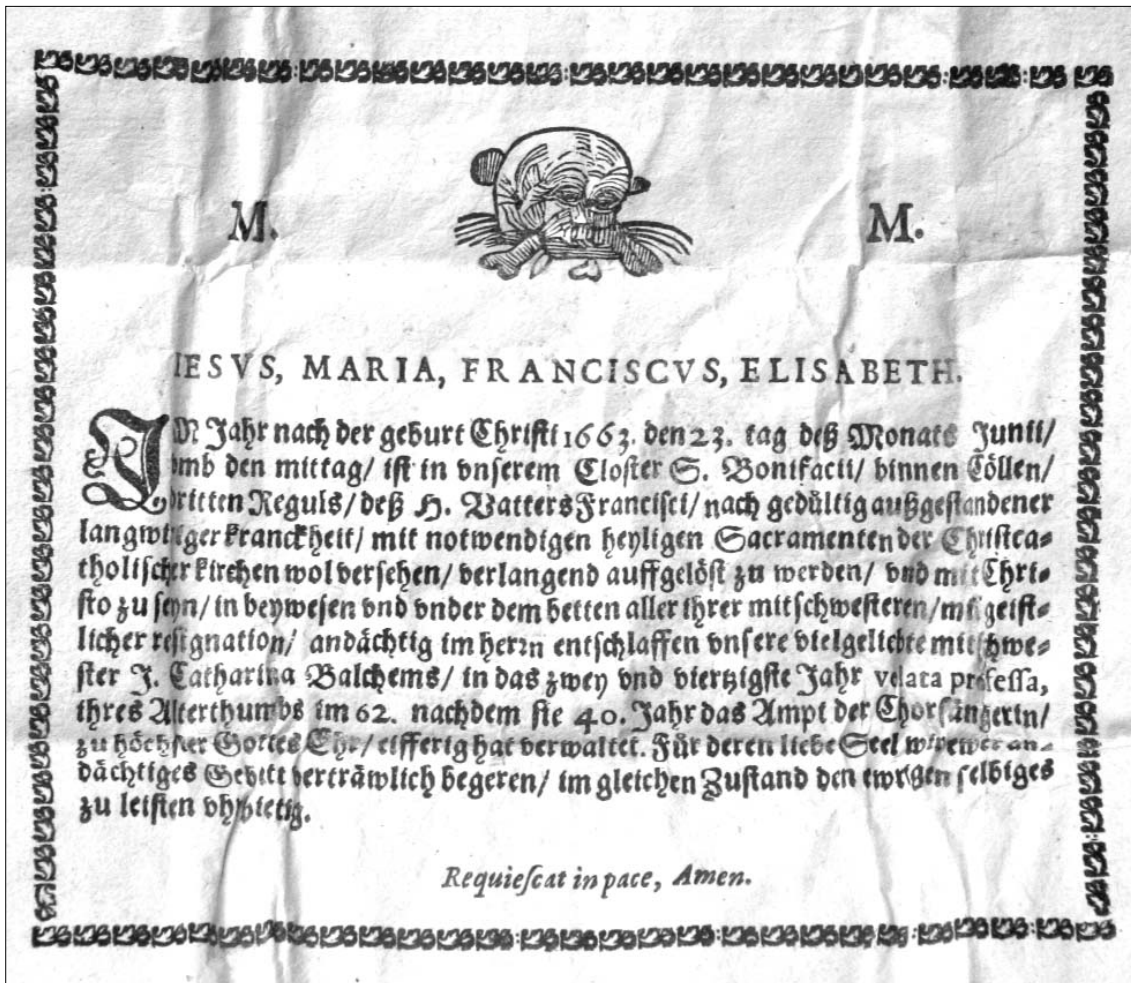 M. M.
IESVS, MARIA, FRANCISCVS, ELISABETH.
IN Jahr nach der geburt Christi 1663. den 23. tag deß Monats Junii/
vmb den mittag/ ist in vnserem Closter S. Bonifacii/ binnen Cöllen/
dritten Reguls/ deß H. Vatters Francisci/ nach gedültig außgestandener
langwiriger kranckheit/ mit notwendigen heyligen Sacramenten der Christca-
tholischer kirchen wol versehen/ verlangend auffgelöst zu werden/ vnd mit Chri-
sto zu seyn/ in beywesen vnd vnder dem betten aller ihrer mitschwesteren/ mit geist-
licher resignation/ andächtig im herrn entschlaffen vnsere vielgeliebte mitschwe-
ster J. Catharina Balchems/ in das zwey vnd viertzigste Jahr velata professa,
ihres Alterthumbs im 62. nachdem sie 40. Jahr das Ampt der Chorsängerin/
zu höchster Gottes Ehr/ eifferig hat verwaltet. Für deren liebe Seel wir ewer an-
dächtiges Gebitt verträwlich begeren/ im gleichen Zustand den ewrigen selbiges
zu leisten
Requiescat in pace, Amen.